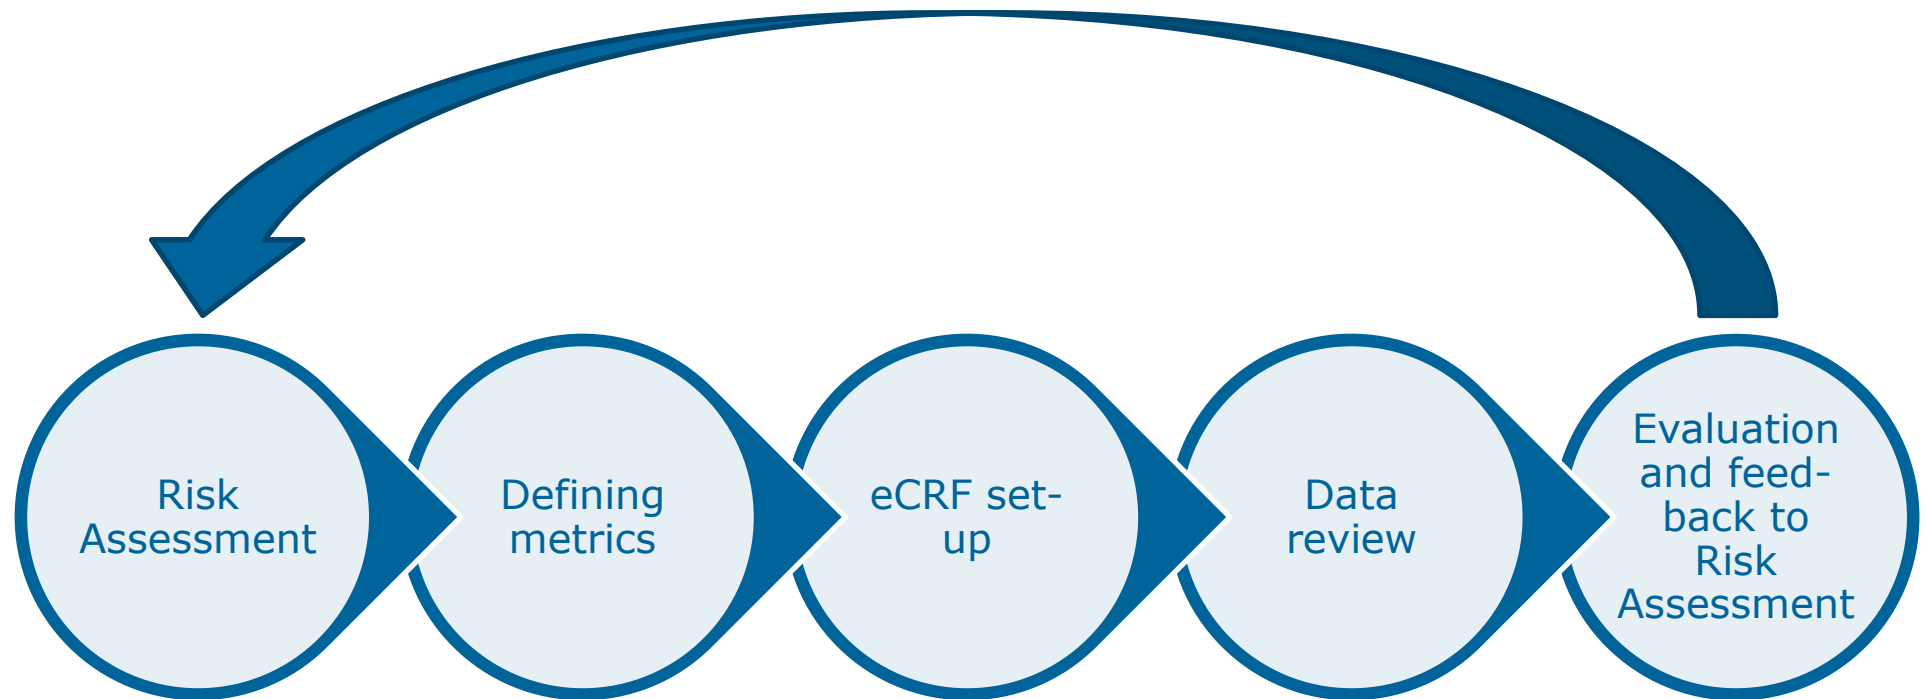 Risk
Assessment
Defining
metrics
eCRF set-
up
Data
review
Evaluation
and feed-
back to
Risk
Assessment